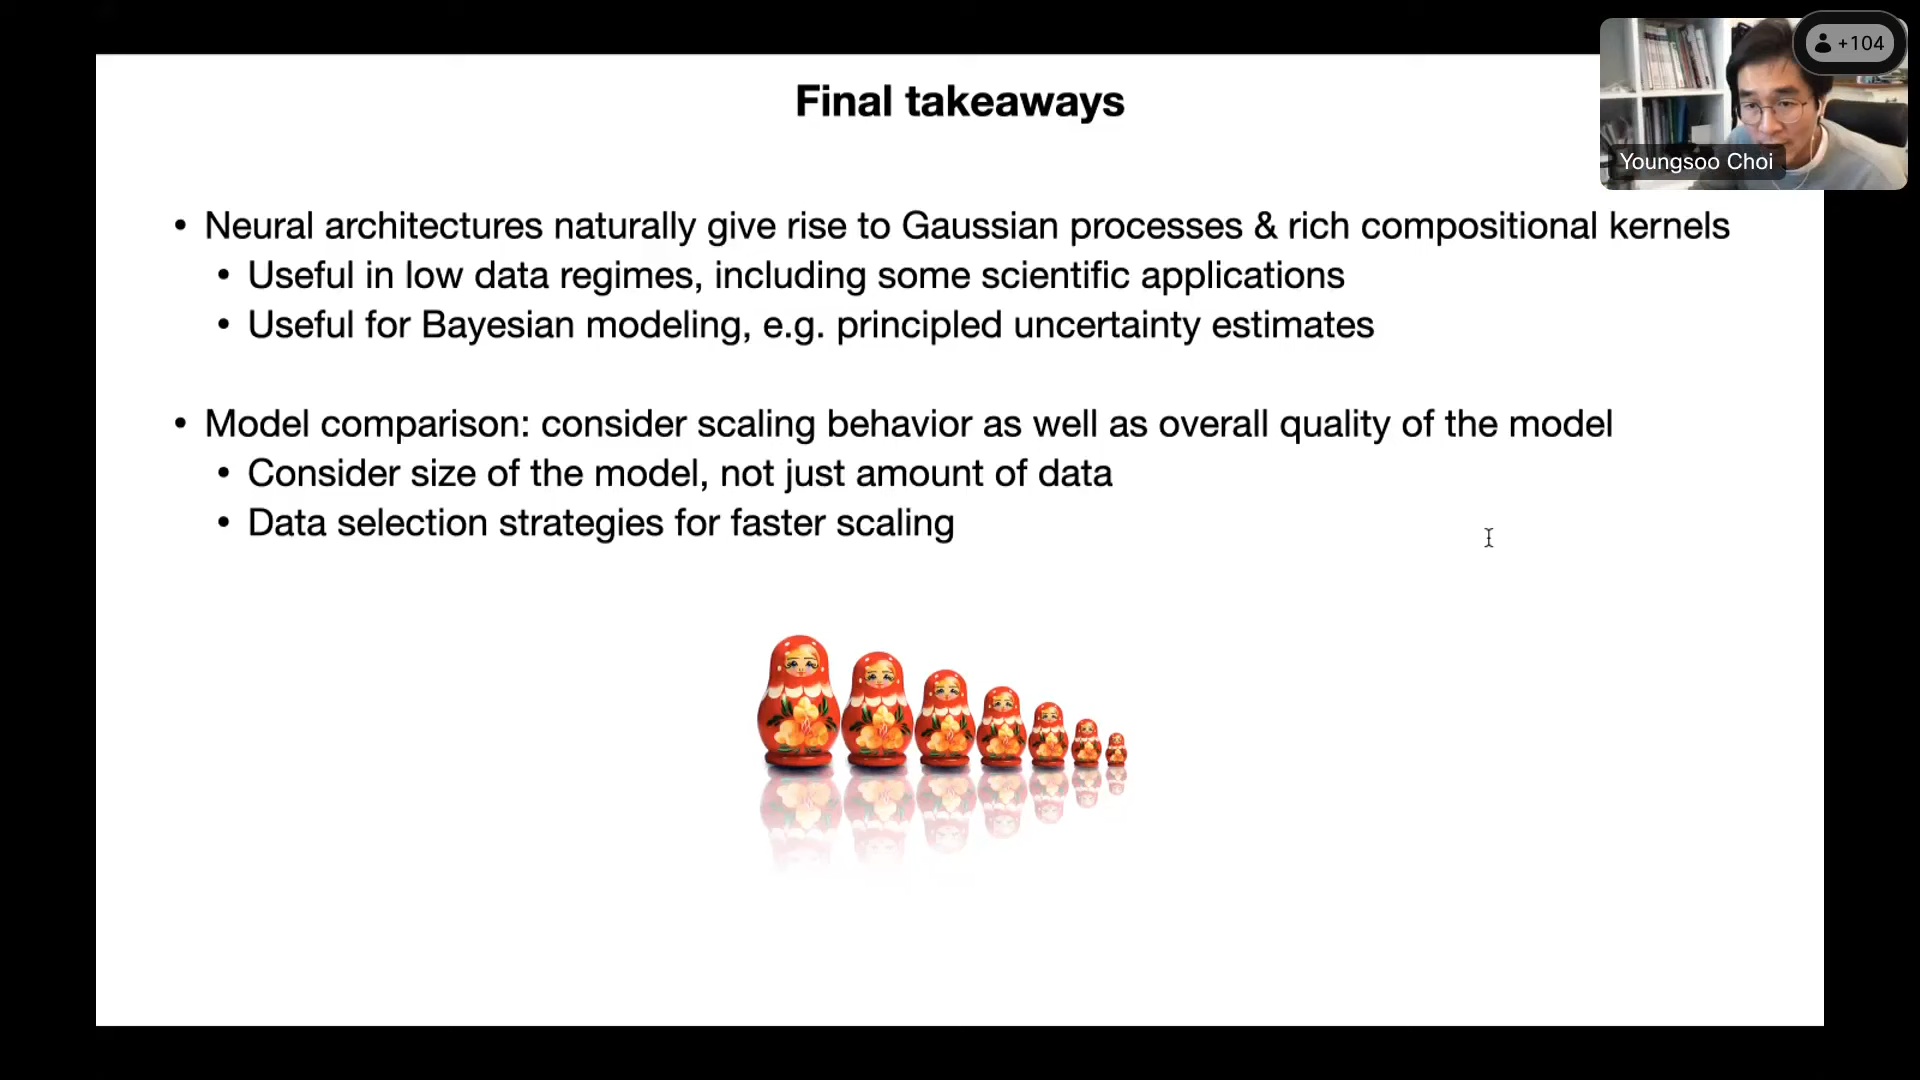 Final takeaways
+104
Youngsoo Choi
• Neural architectures naturally give rise to Gaussian processes & rich compositional kernels
• Useful in low data regimes, including some scientific applications
• Useful for Bayesian modeling, e.g. principled uncertainty estimates
• Model comparison: consider scaling behavior as well as overall quality of the model
• Consider size of the model, not just amount of data
• Data selection strategies for faster scaling